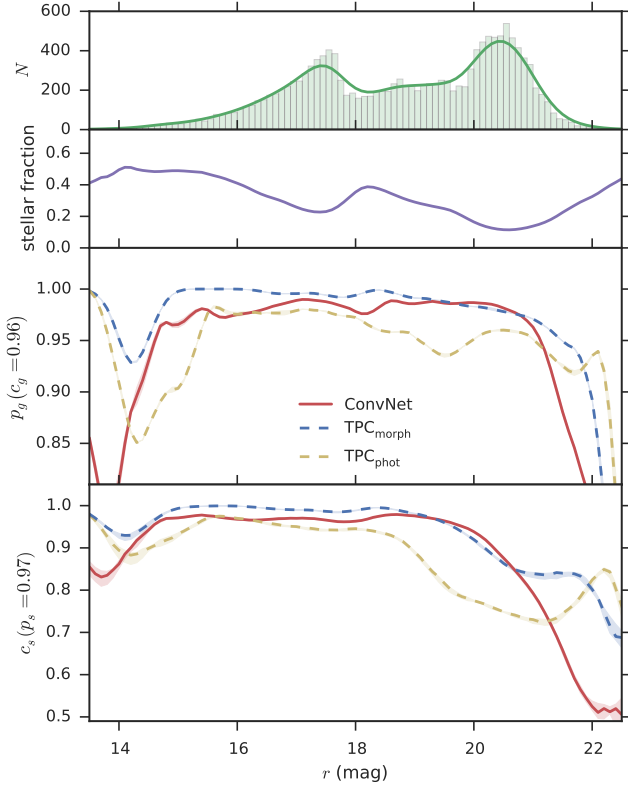 600
400
200
0
N
0.6
0.4
0.2
0.0
stellar fraction
1.00
0.95
0.90
0.85
p_g (c_g = 0.96)
ConvNet
TPC_morph
TPC_phot
1.0
0.9
0.8
0.7
0.6
0.5
c_s (p_s = 0.97)
14 16 18 20 22
r (mag)